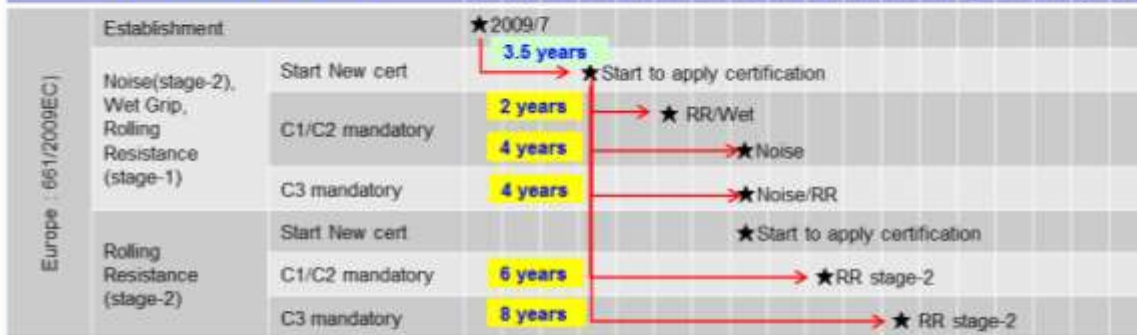 Europe : 661/2009EC)
Establishment
★2009/7
3.5 years
Noise(stage-2),
Wet Grip,
Rolling
Resistance
(stage-1)
Start New cert
★Start to apply certification
C1/C2 mandatory
2 years
★ RR/Wet
4 years
★Noise
C3 mandatory
4 years
★Noise/RR
Rolling
Resistance
(stage-2)
Start New cert
★Start to apply certification
C1/C2 mandatory
6 years
★RR stage-2
C3 mandatory
8 years
★ RR stage-2